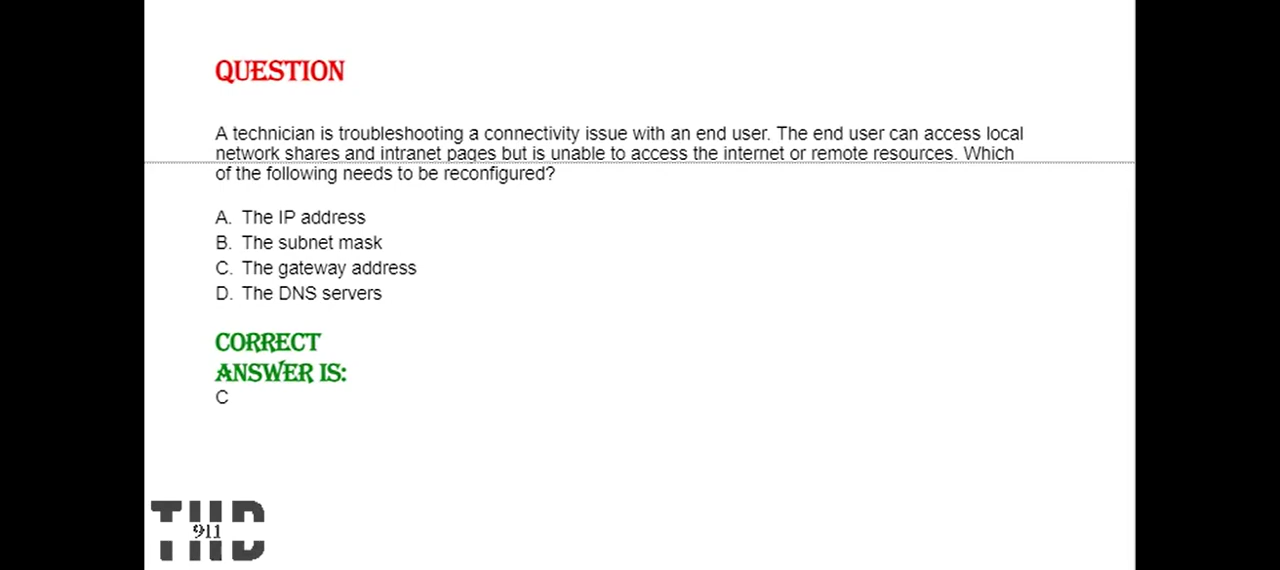 QUESTION
A technician is troubleshooting a connectivity issue with an end user. The end user can access local
network shares and intranet pages but is unable to access the internet or remote resources. Which
of the following needs to be reconfigured?
A. The IP address
B. The subnet mask
C. The gateway address
D. The DNS servers
CORRECT
ANSWER IS:
C
THD
911